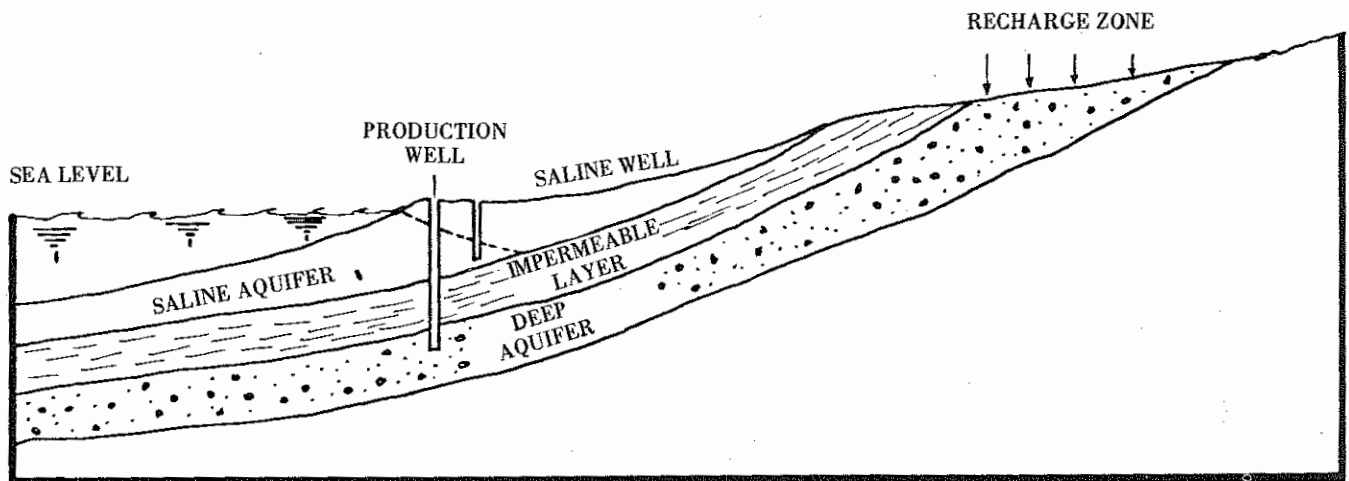 RECHARGE ZONE
PRODUCTION
WELL
SALINE WELL
SEA LEVEL
IMPERMEABLE
LAYER
SALINE AQUIFER
DEEP
AQUIFER